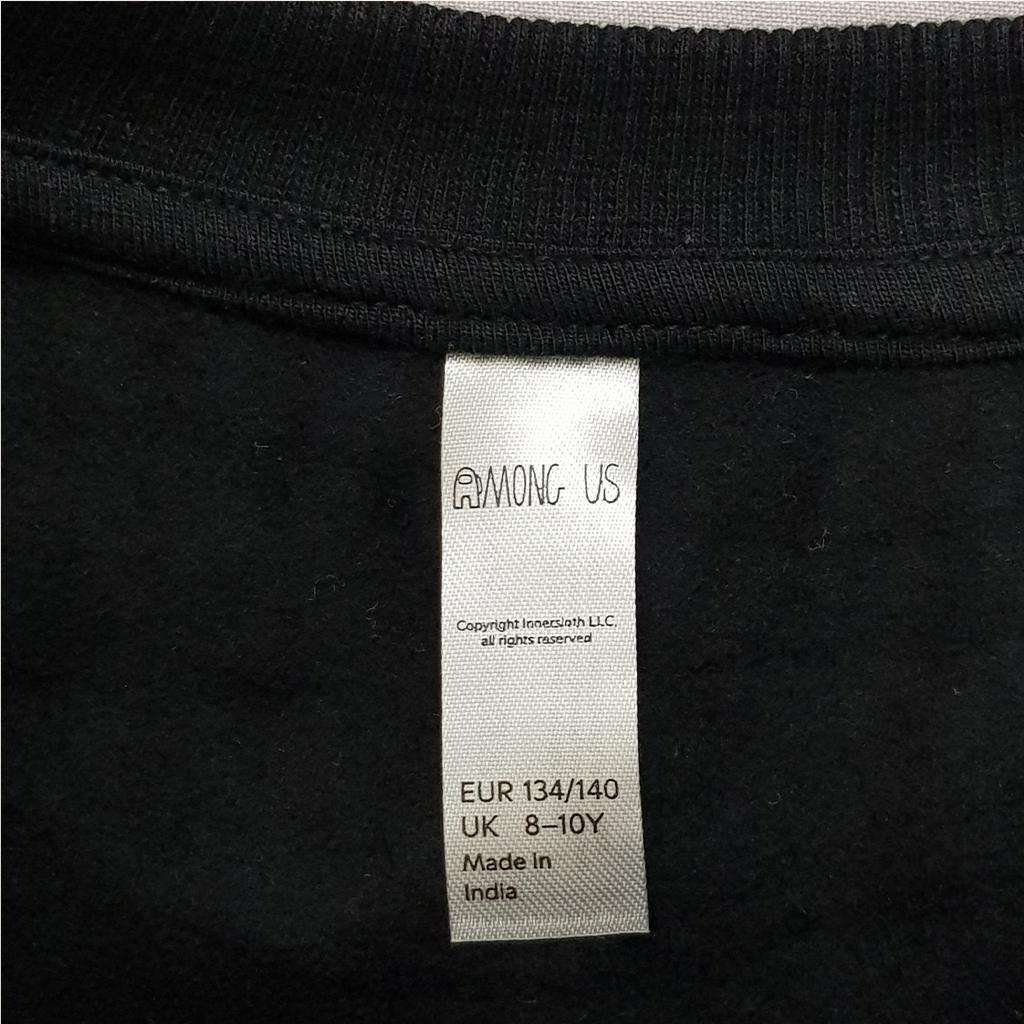 AMONG US
Copyright Innersloth LLC.
all rights reserved
EUR 134/140
UK 8–10Y
Made in
India